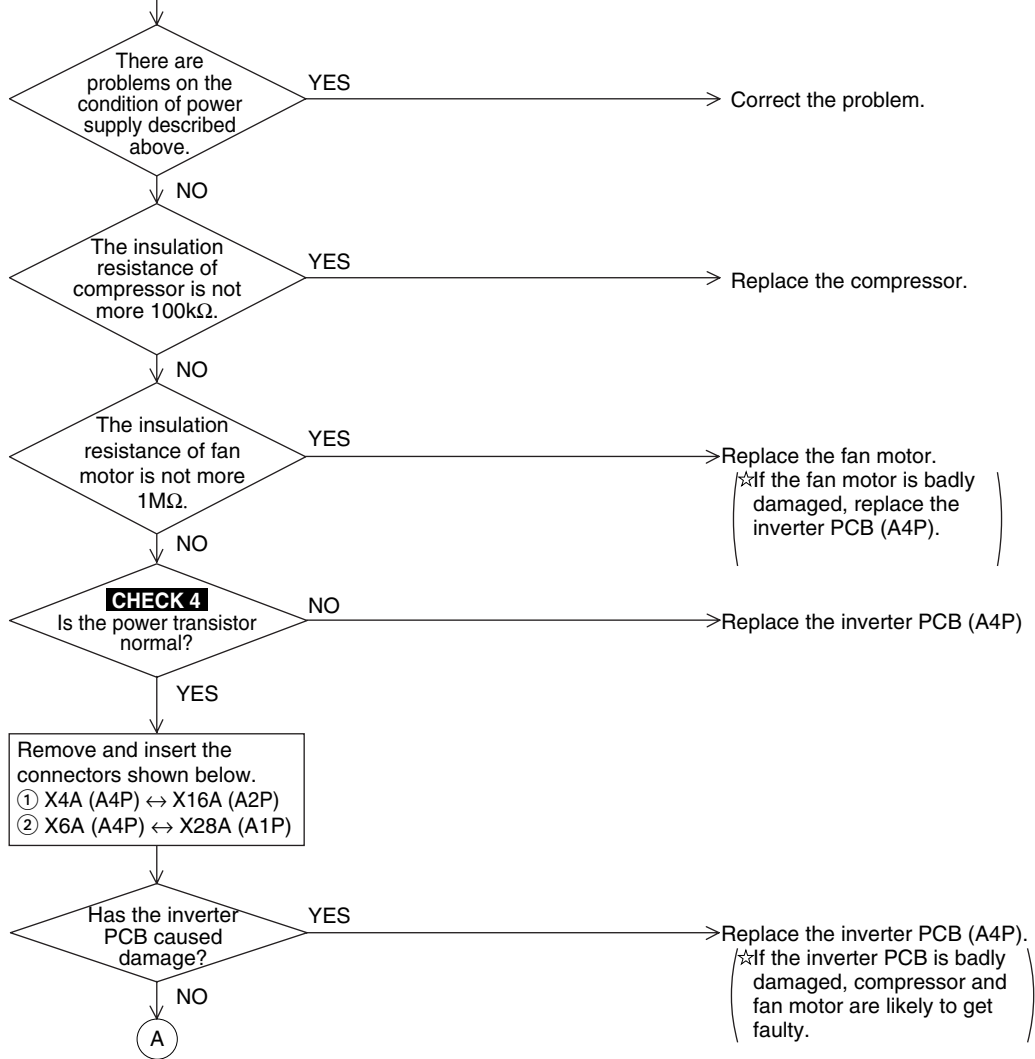 There are
problems on the
condition of power
supply described
above.
YES
Correct the problem.
NO
The insulation
resistance of
compressor is not
more 100kΩ.
YES
Replace the compressor.
NO
The insulation
resistance of fan
motor is not more
1MΩ.
YES
Replace the fan motor.
☆If the fan motor is badly
damaged, replace the
inverter PCB (A4P).
NO
CHECK 4
Is the power transistor
normal?
NO
Replace the inverter PCB (A4P)
YES
Remove and insert the
connectors shown below.
① X4A (A4P) ↔ X16A (A2P)
② X6A (A4P) ↔ X28A (A1P)
Has the inverter
PCB caused
damage?
YES
Replace the inverter PCB (A4P).
☆If the inverter PCB is badly
damaged, compressor and
fan motor are likely to get
faulty.
NO
A